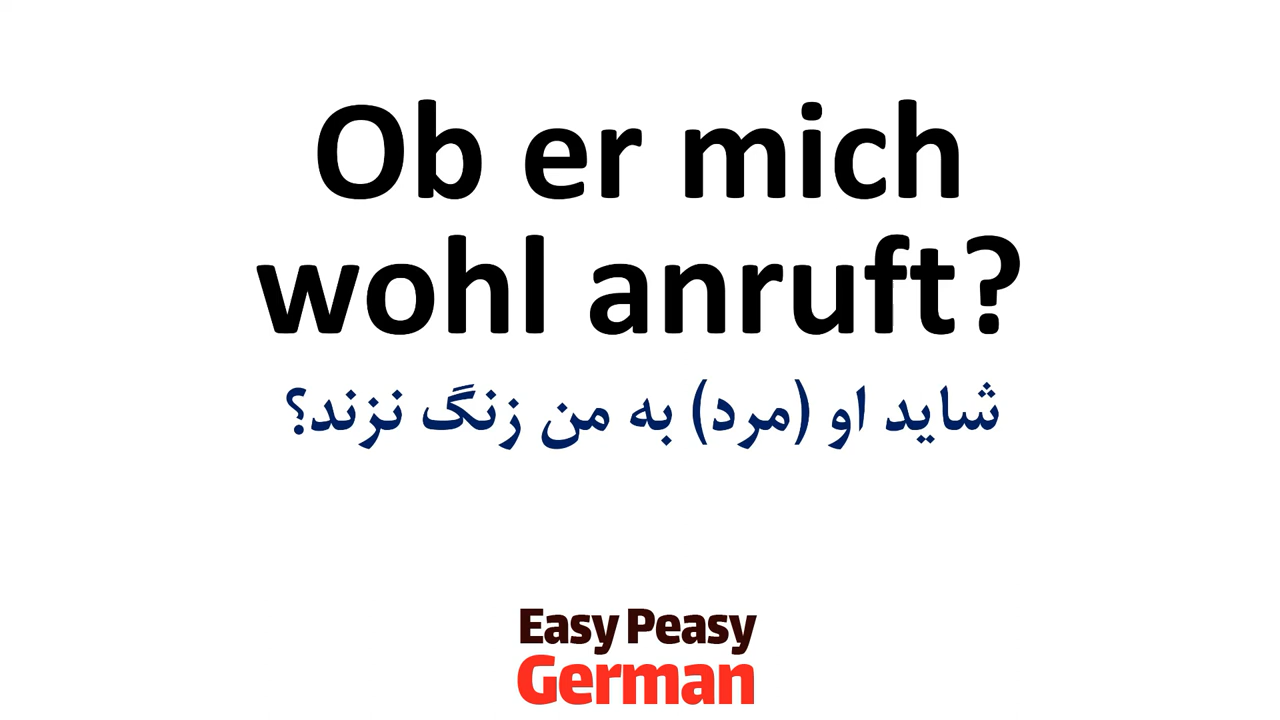 Ob er mich
wohl anruft?
شاید او (مرد) به من زنگ نزند؟
Easy Peasy
German